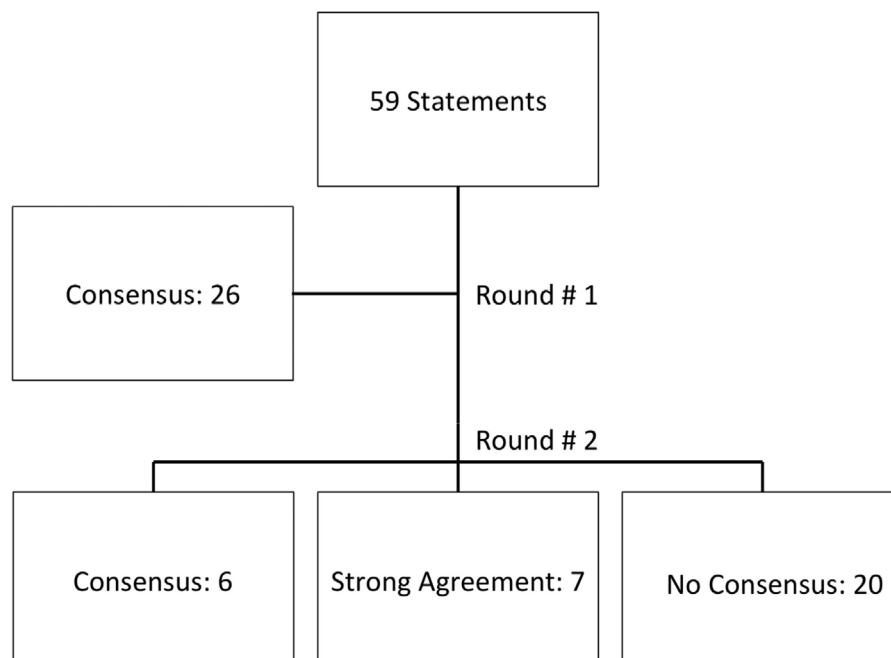 59 Statements
Consensus: 26
Round # 1
Round # 2
Consensus: 6
Strong Agreement: 7
No Consensus: 20